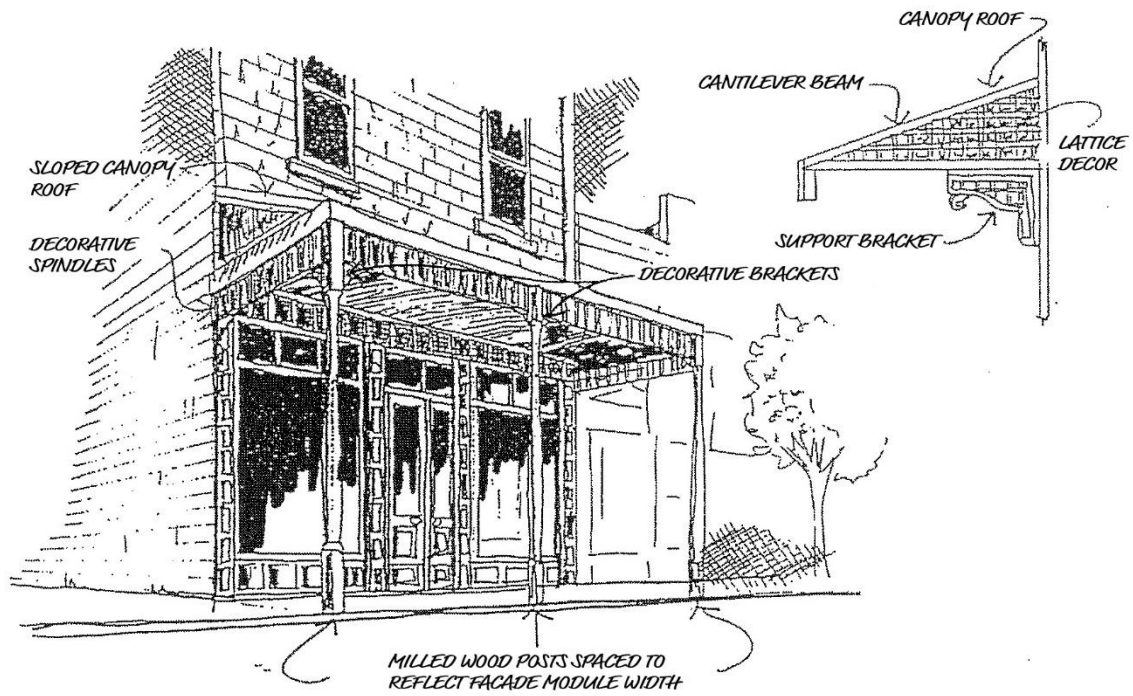 CANOPY ROOF
CANTILEVER BEAM
LATTICE
DECOR
SUPPORT BRACKET
SLOPED CANOPY
ROOF
DECORATIVE
SPINDLES
DECORATIVE BRACKETS
MILLED WOOD POSTS SPACED TO
REFLECT FACADE MODULE WIDTH